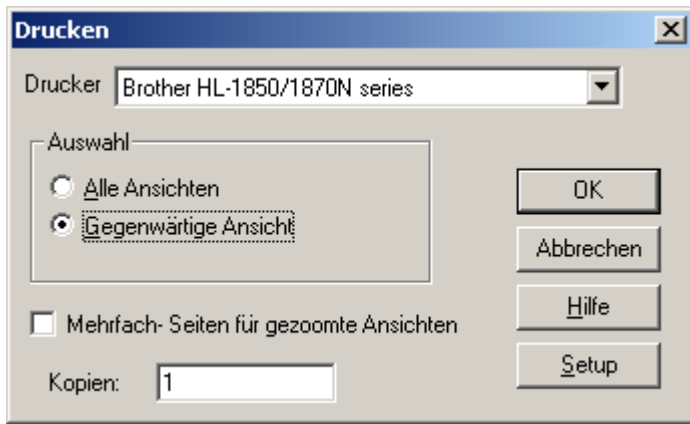 Drucken
Drucker Brother HL-1850/1870N series
Auswahl
Alle Ansichten
Gegenwärtige Ansicht
OK
Abbrechen
Hilfe
Setup
Mehrfach- Seiten für gezoomte Ansichten
Kopien: 1